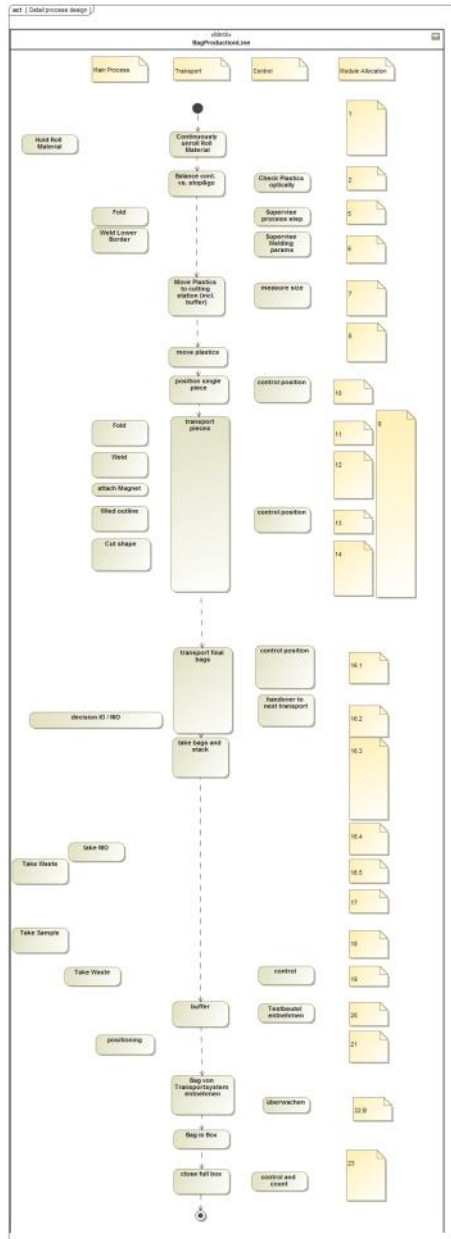 act [ Detail process design ]
«block»
BagProductionLine
Main Process
Transport
Control
Module Allocation
1
Hold Roll
Material
Continuously
unroll Roll
Material
Balance cont.
vs. stop&go
Check Plastics
optically
2
Fold
Supervise
process step
5
Weld Lower
Border
Supervise
Welding
params
6
Move Plastics
to cutting
station (incl.
buffer)
measure size
7
8
move plastics
position single
piece
control position
10
transport
pieces
9
Fold
11
Weld
12
attach Magnet
Wled outline
control position
13
Cut shape
14
transport final
bags
control position
16.1
handover to
next transport
decision IO / NIO
16.2
take bags and
stack
16.3
16.4
take NIO
Take Waste
16.5
17
Take Sample
18
Take Waste
control
19
buffer
Testbeutel
entnehmen
20
positioning
21
Bag von
Transportsystem
entnehmen
überwachen
22.B
Bag in Box
23
close full box
control and
count